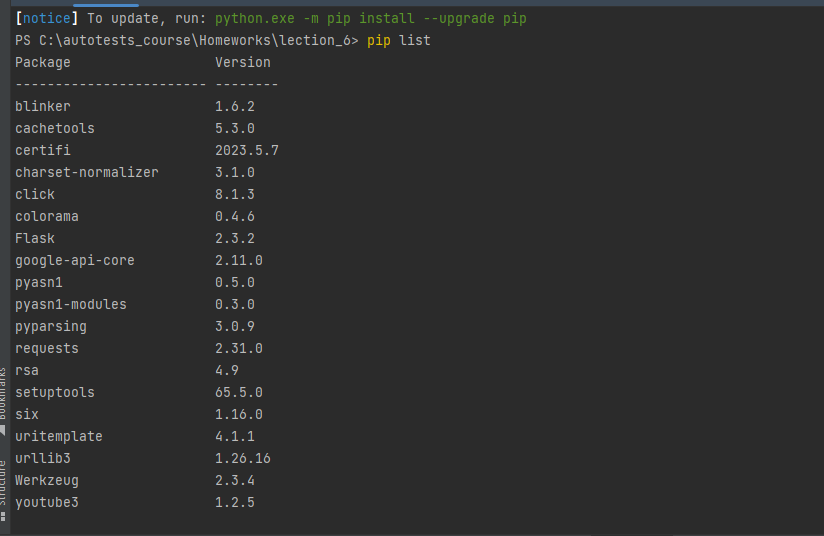 [notice] To update, run: python.exe -m pip install --upgrade pip
PS C:\autotests_course\Homeworks\lection_6> pip list
Package                  Version
------------------------ --------
blinker                  1.6.2
cachetools               5.3.0
certifi                  2023.5.7
charset-normalizer       3.1.0
click                    8.1.3
colorama                 0.4.6
Flask                    2.3.2
google-api-core          2.11.0
pyasn1                   0.5.0
pyasn1-modules           0.3.0
pyparsing                3.0.9
requests                 2.31.0
rsa                      4.9
setuptools               65.5.0
six                      1.16.0
uritemplate              4.1.1
urllib3                  1.26.16
Werkzeug                 2.3.4
youtube3                 1.2.5
Bookmarks
Structure